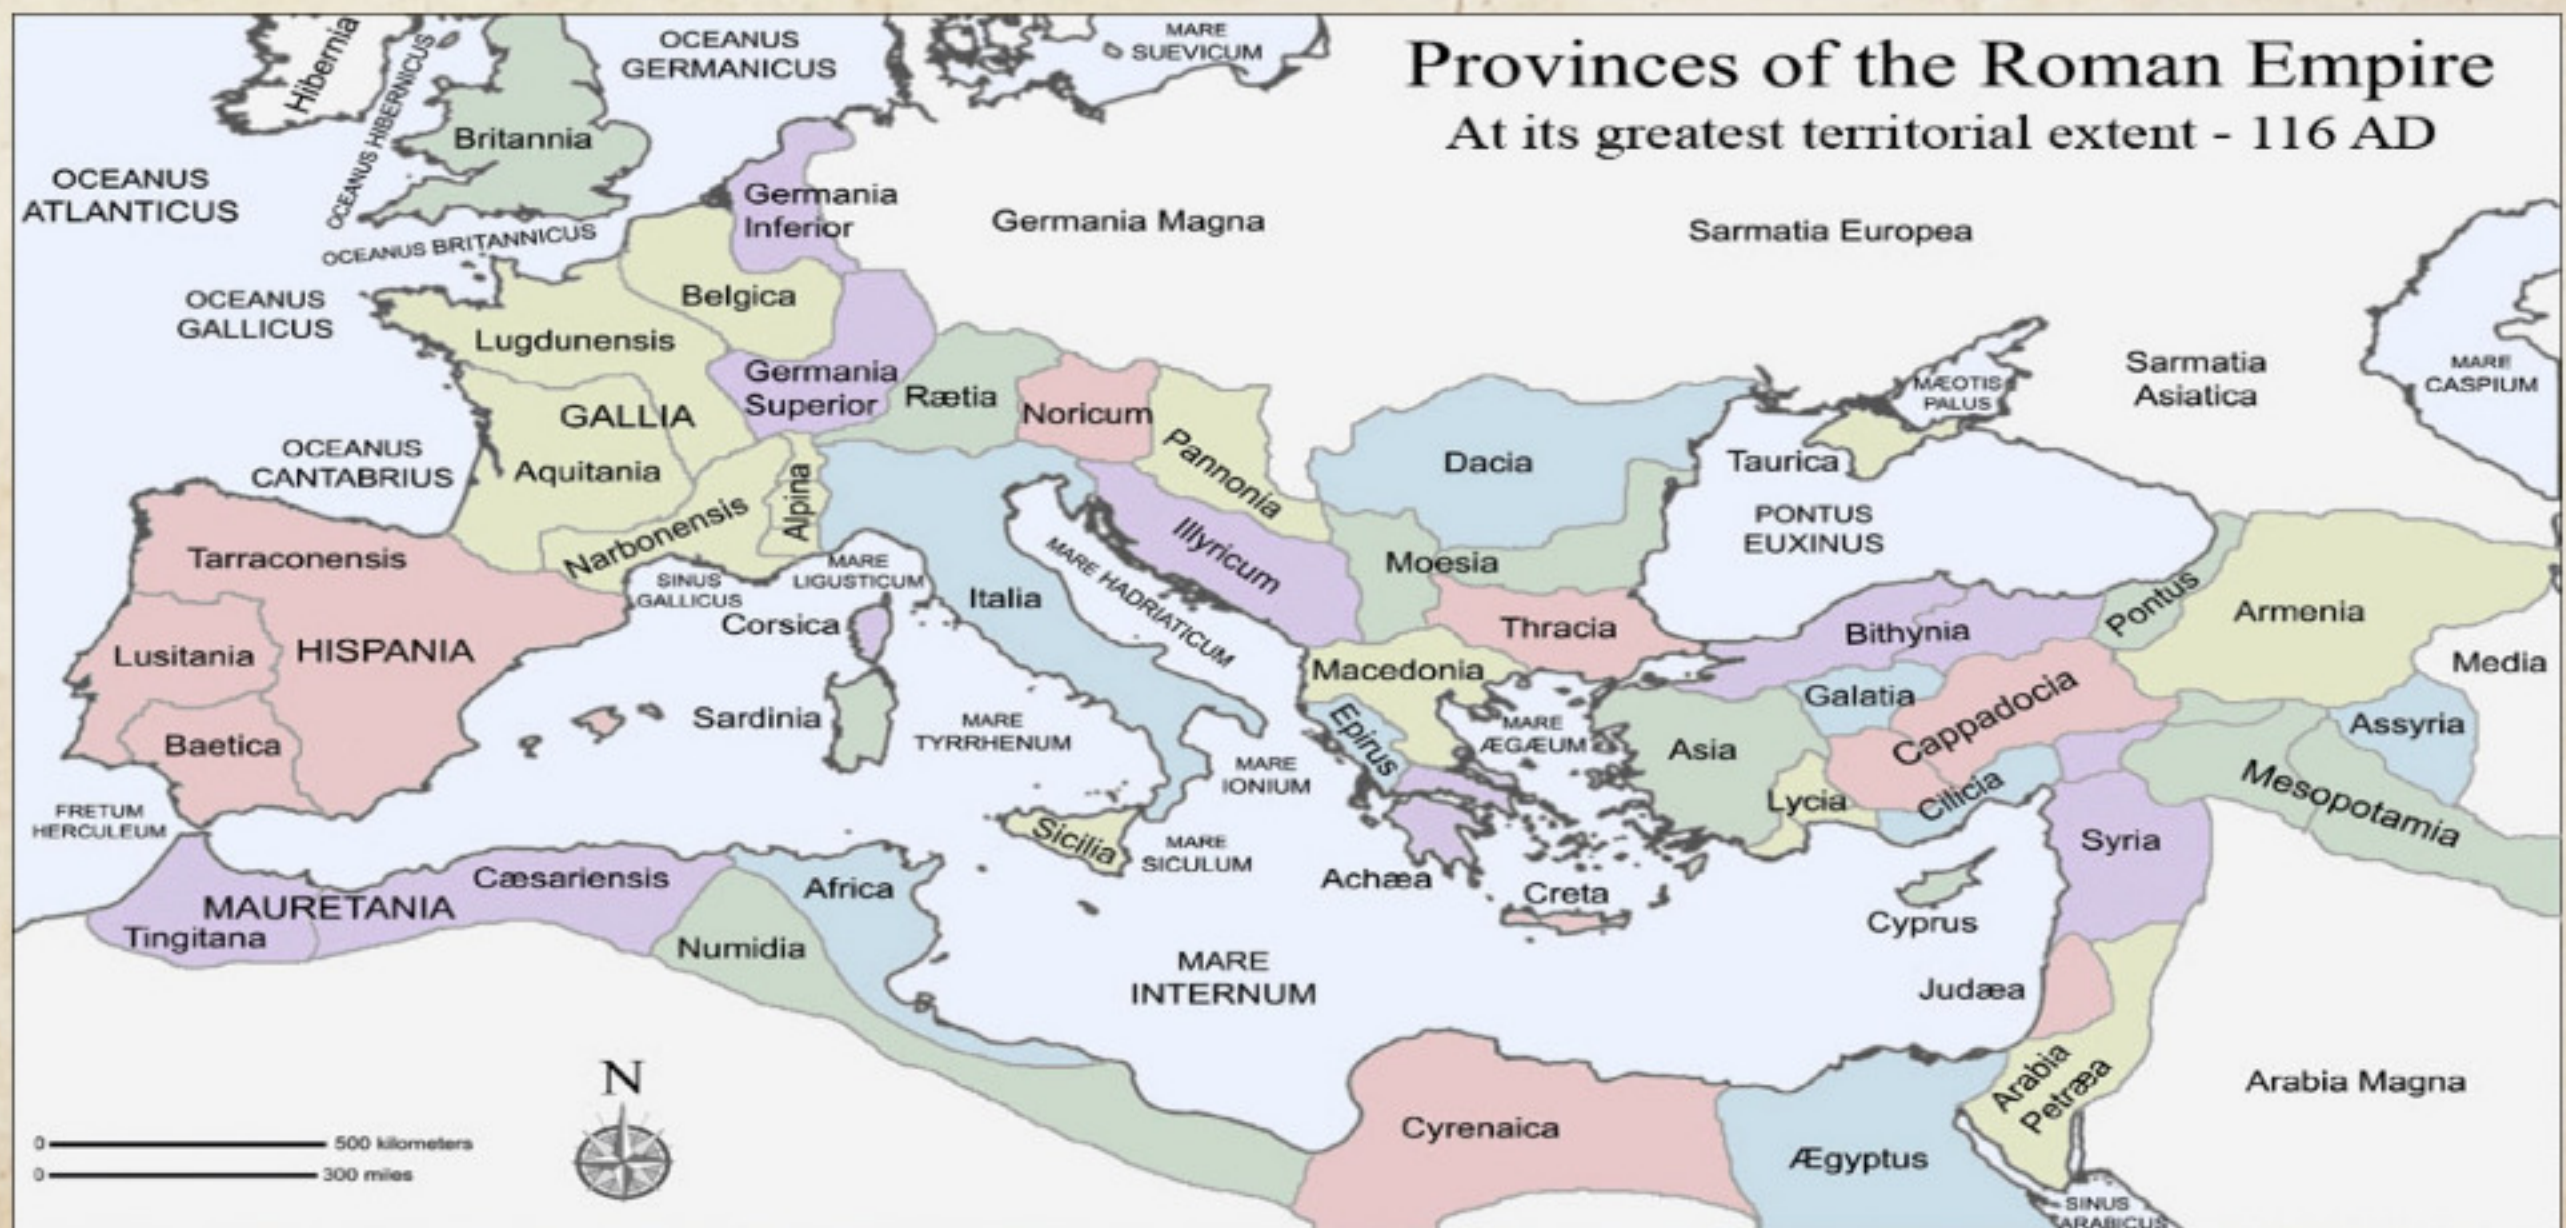 Provinces of the Roman Empire
At its greatest territorial extent - 116 AD
Hibernia
OCEANUS HIBERNICUS
OCEANUS
GERMANICUS
MARE
SUEVICUM
Britannia
OCEANUS
ATLANTICUS
Germania
Inferior
Germania Magna
Sarmatia Europea
OCEANUS BRITANNICUS
OCEANUS
GALLICUS
Belgica
Lugdunensis
Germania
Superior
Rætia
Noricum
Pannonia
GALLIA
Aquitania
Narbonensis
Alpina
OCEANUS
CANTABRIUS
Dacia
Taurica
MÆOTIS
PALUS
Sarmatia
Asiatica
MARE
CASPIUM
PONTUS
EUXINUS
Tarraconensis
Lusitania
HISPANIA
Baetica
SINUS
GALLICUS
MARE
LIGUSTICUM
Corsica
Italia
MARE HADRIATICUM
Illyricum
Moesia
Thracia
Macedonia
Epirus
Bithynia
Pontus
Armenia
Media
Sardinia
MARE
TYRRHENUM
MARE
IONIUM
MARE
ÆGÆUM
Asia
Galatia
Cappadocia
Assyria
Lycia
Cilicia
Mesopotamia
FRETUM
HERCULEUM
Sicilia
MARE
SICULUM
Achæa
Creta
Cyprus
Syria
MAURETANIA
Tingitana
Cæsariensis
Africa
Numidia
MARE
INTERNUM
Judæa
Arabia
Petræa
Arabia Magna
Cyrenaica
Ægyptus
SINUS
ARABICUS
N
0 500 kilometers
0 300 miles